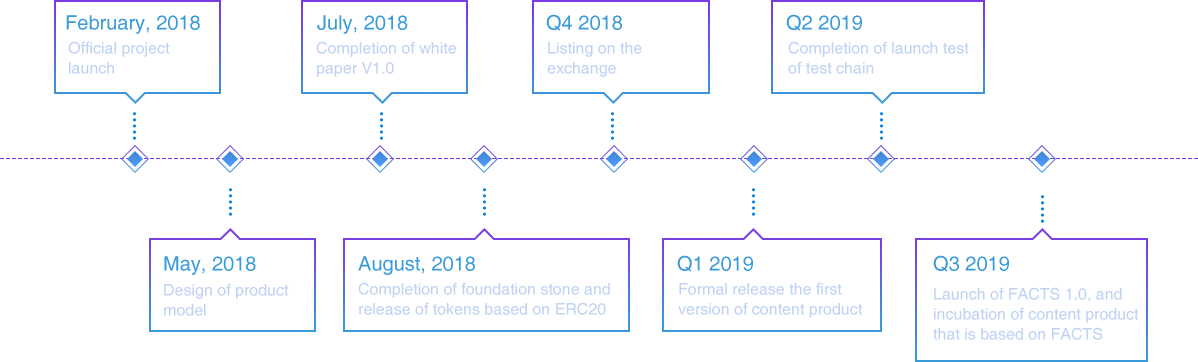 February, 2018
Official project
launch
July, 2018
Completion of white
paper V1.0
Q4 2018
Listing on the
exchange
Q2 2019
Completion of launch test
of test chain
May, 2018
Design of product
model
August, 2018
Completion of foundation stone and
release of tokens based on ERC20
Q1 2019
Formal release the first
version of content product
Q3 2019
Launch of FACTS 1.0, and
incubation of content product
that is based on FACTS